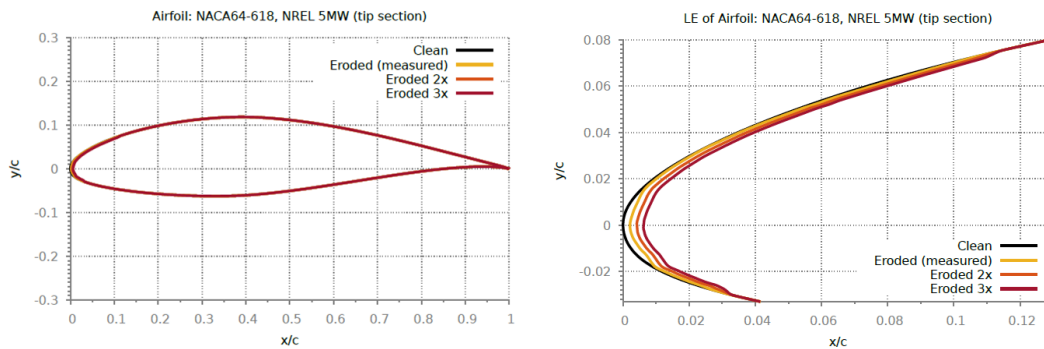 Airfoil: NACA64-618, NREL 5MW (tip section)
0.3
0.2
0.1
0
-0.1
-0.2
-0.3
y/c
Clean
Eroded (measured)
Eroded 2x
Eroded 3x
0 0.1 0.2 0.3 0.4 0.5 0.6 0.7 0.8 0.9 1
x/c
LE of Airfoil: NACA64-618, NREL 5MW (tip section)
0.08
0.06
0.04
0.02
0
-0.02
y/c
Clean
Eroded (measured)
Eroded 2x
Eroded 3x
0 0.02 0.04 0.06 0.08 0.1 0.12
x/c